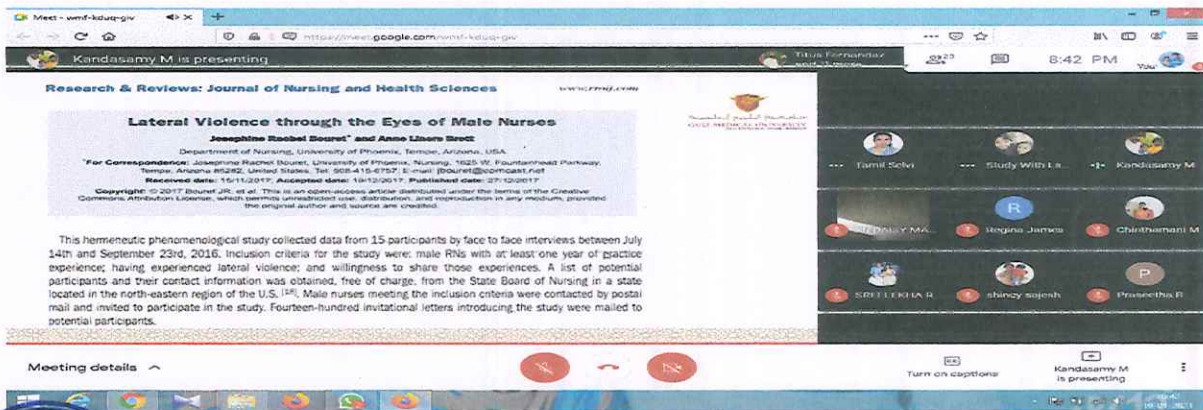 Meet - wmf-kduq-giv
https://meet.google.com/wmf-kduq-giv
Kandasamy M is presenting
Titus Fernandaz
23
8:42 PM
You
Research & Reviews: Journal of Nursing and Health Sciences
Lateral Violence through the Eyes of Male Nurses
Josephine Rachel Bouret* and Anne Linere Brett
Department of Nursing, University of Phoenix, Tempe, Arizona, USA
*For Correspondence: Josephine Rachel Bouret, University of Phoenix, Nursing, 1625 W. Fountainhead Parkway,
Tempe, Arizona 85282, United States, Tel: 508-415-6757, E-mail: jbouret@comcast.net
Received date: 15/11/2017, Accepted date: 19/12/2017, Published date: 27/12/2017
Copyright: © 2017 Bouret JR, et al. This is an open-access article distributed under the terms of the Creative
Commons Attribution License, which permits unrestricted use, distribution, and reproduction in any medium, provided
the original author and source are credited.
This hermeneutic phenomenological study collected data from 15 participants by face to face interviews between July
14th and September 23rd, 2016. Inclusion criteria for the study were: male RNs with at least one year of practice
experience; having experienced lateral violence; and willingness to share those experiences. A list of potential
participants and their contact information was obtained, free of charge, from the State Board of Nursing in a state
located in the north-eastern region of the U.S. [18]. Male nurses meeting the inclusion criteria were contacted by postal
mail and invited to participate in the study. Fourteen-hundred invitational letters introducing the study were mailed to
potential participants.
GULF MEDICAL UNIVERSITY
Tamil Selvi
Study With La...
Kandasamy M
R
Regina James
Chinthamani M
SREELEKHA R
shincy sajesh
P
Praseetha R
Meeting details
Turn on captions
Kandasamy M
is presenting